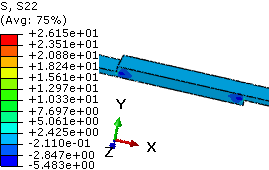 S, S22
(Avg: 75%)
+2.615e+01
+2.351e+01
+2.088e+01
+1.824e+01
+1.561e+01
+1.297e+01
+1.033e+01
+7.697e+00
+5.061e+00
+2.425e+00
-2.110e-01
-2.847e+00
-5.483e+00
Y
X
Z